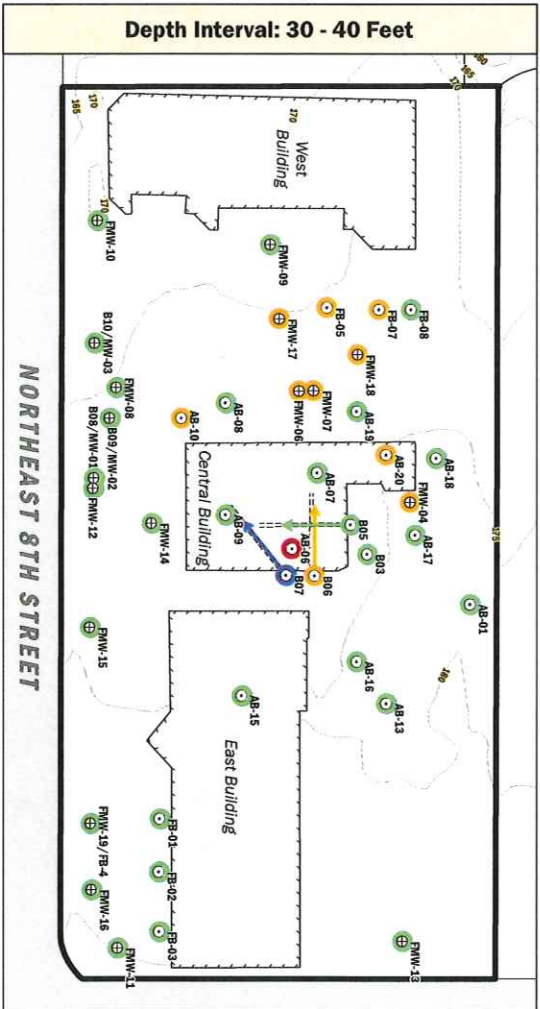 Depth Interval: 30 - 40 Feet
180
165
170
170
165
170
170
West
Building
FMW-10
FMW-09
FB-08
FB-07
FB-05
FMW-17
FMW-18
B10/MW-03
FMW-08
B09/MW-02
FMW-07
FMW-06
AB-19
AB-08
AB-10
AB-18
AB-20
AB-07
B08/MW-01
FMW-12
FMW-04
AB-17
175
Central Building
AB-09
B05
FMW-14
AB-06
B03
B06
B07
AB-01
FMW-15
AB-16
180
AB-13
AB-15
East Building
FB-01
FMW-19/FB-4
FB-02
FMW-16
FB-03
FMW-11
FMW-13
NORTHEAST 8TH STREET